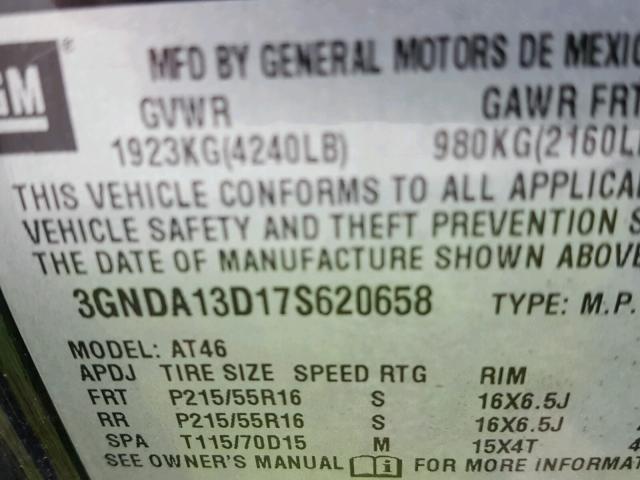 GM ® MFD BY GENERAL MOTORS DE MEXIC
GVWR GAWR FRT
1923KG(4240LB) 980KG(2160L
THIS VEHICLE CONFORMS TO ALL APPLICA
VEHICLE SAFETY AND THEFT PREVENTION S
THE DATE OF MANUFACTURE SHOWN ABOVE
3GNDA13D17S620658 TYPE: M.P.
MODEL: AT46
APDJ TIRE SIZE SPEED RTG RIM
FRT P215/55R16 S 16X6.5J
RR P215/55R16 S 16X6.5J
SPA T115/70D15 M 15X4T 4
SEE OWNER'S MANUAL FOR MORE INFORMAT